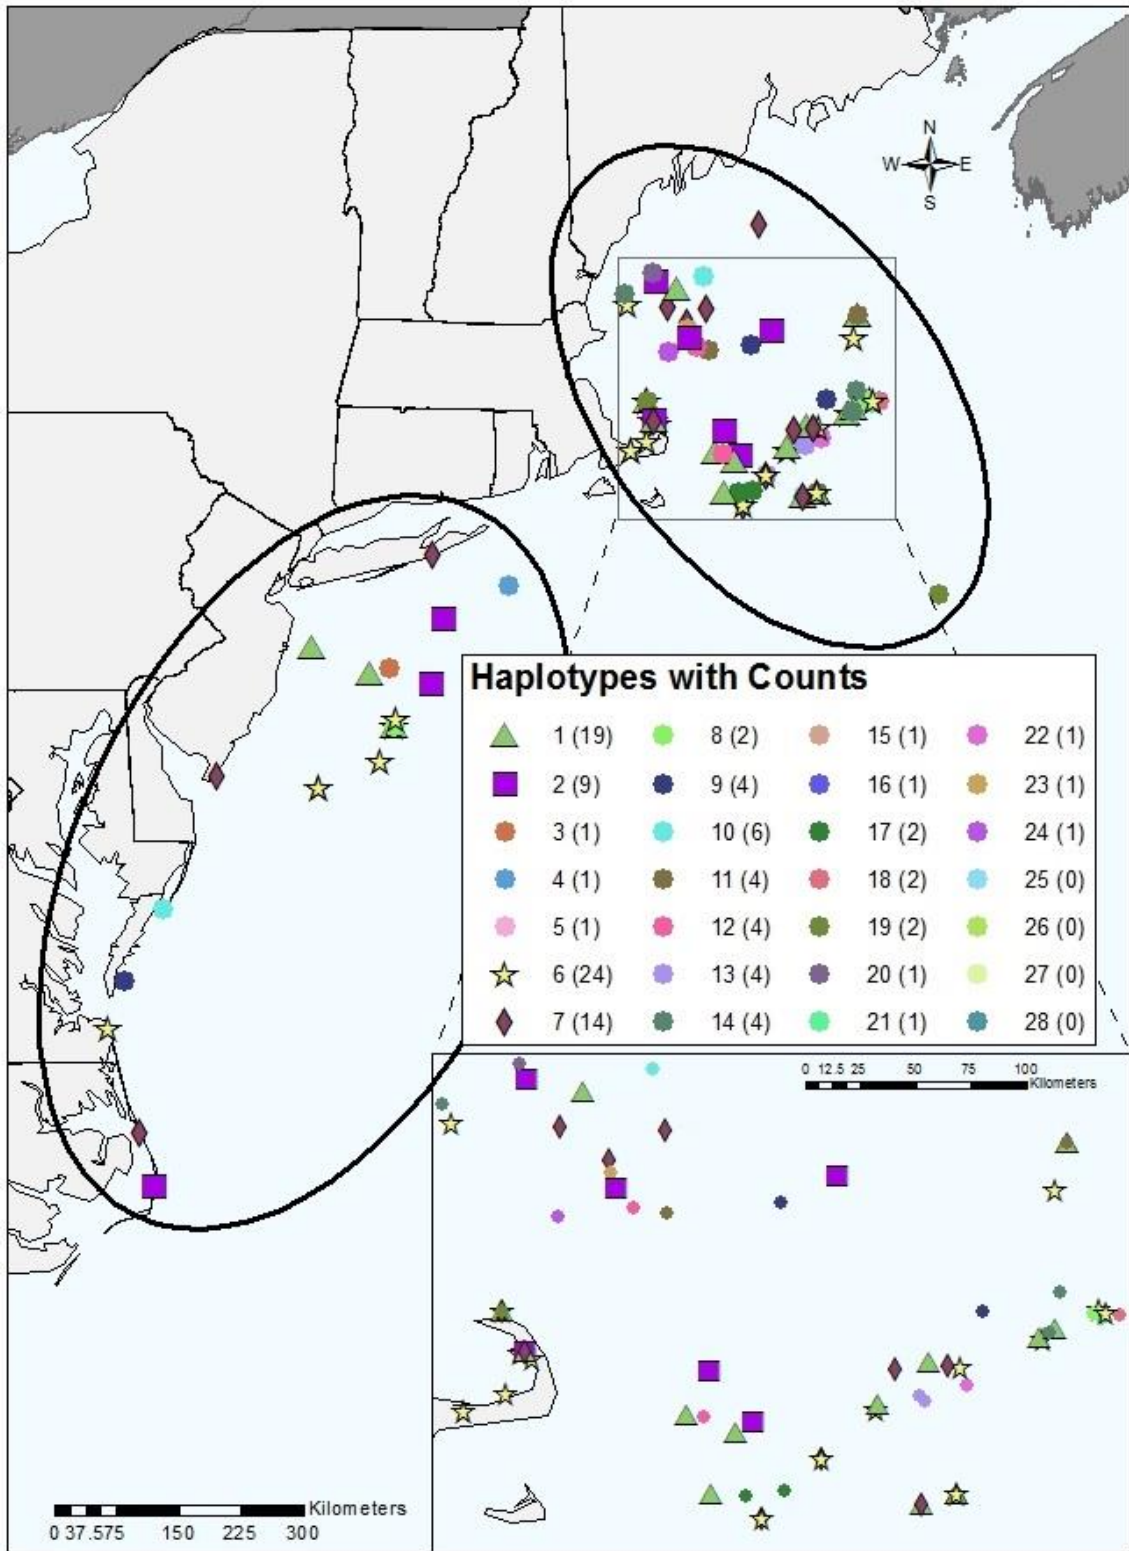 N
W E
S
Haplotypes with Counts
1 (19) 8 (2) 15 (1) 22 (1)
2 (9) 9 (4) 16 (1) 23 (1)
3 (1) 10 (6) 17 (2) 24 (1)
4 (1) 11 (4) 18 (2) 25 (0)
5 (1) 12 (4) 19 (2) 26 (0)
6 (24) 13 (4) 20 (1) 27 (0)
7 (14) 14 (4) 21 (1) 28 (0)
0 12.5 25 50 75 100
Kilometers
Kilometers
0 37.575 150 225 300